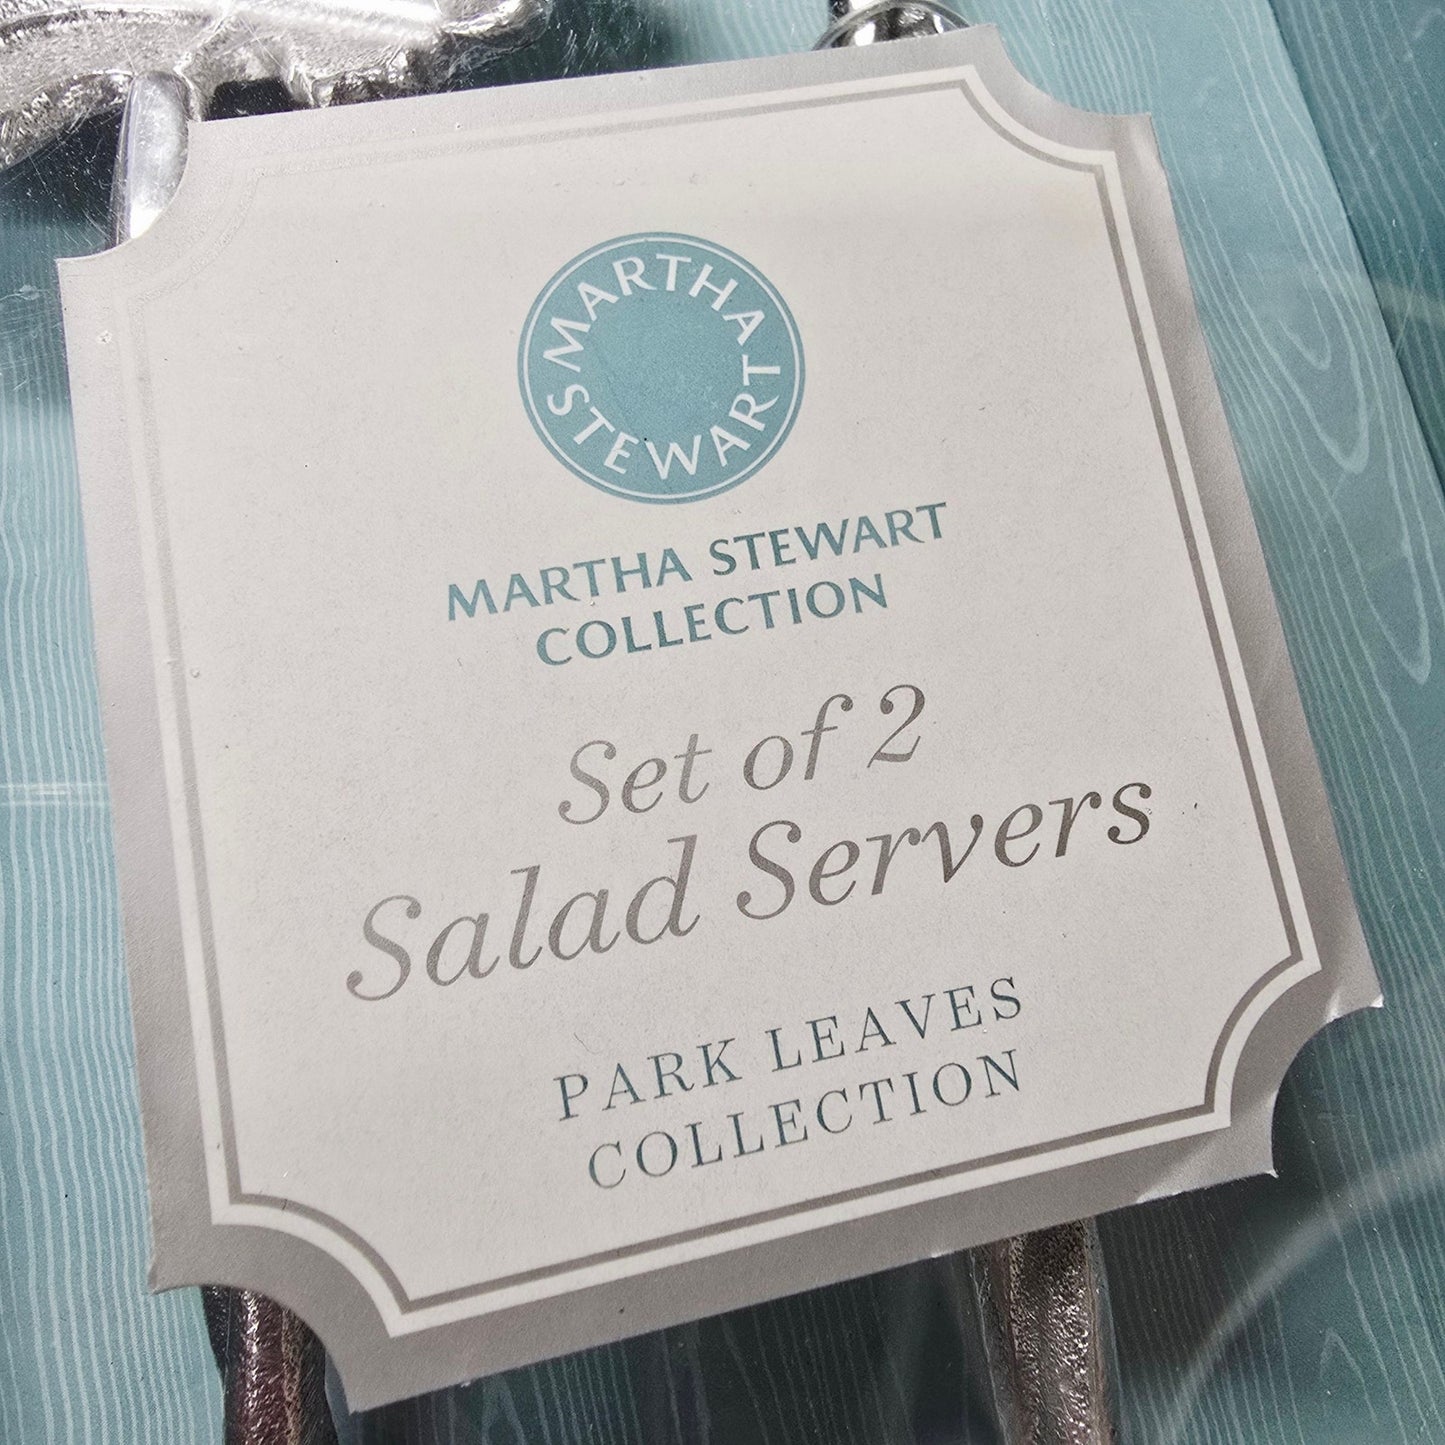 MARTHA STEWART
MARTHA STEWART
COLLECTION
Set of 2
Salad Servers
PARK LEAVES
COLLECTION